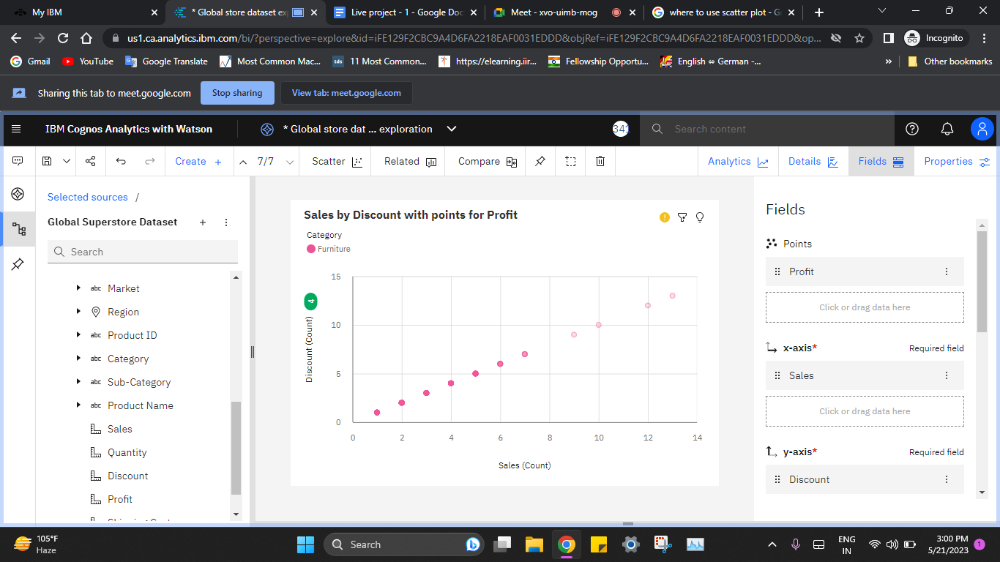 My IBM
* Global store dataset ex
Live project - 1 - Google Doc
Meet - xvo-uimb-mog
where to use scatter plot - G
us1.ca.analytics.ibm.com/bi/?perspective=explore&id=iFE129F2CBC9A4D6FA2218EAF0031EDDD&objRef=iFE129F2CBC9A4D6FA2218EAF0031EDDD&op...
Incognito
Gmail
YouTube
Google Translate
Most Common Mac...
tds
11 Most Common...
https://elearning.iir...
Fellowship Opportu...
English ⇔ German -...
»
Other bookmarks
Sharing this tab to meet.google.com
Stop sharing
View tab: meet.google.com
IBM Cognos Analytics with Watson
* Global store dat ... exploration
341
Search content
Create +
7/7
Scatter
Related
Compare
Analytics
Details
Fields
Properties
Selected sources /
Global Superstore Dataset
Search
abc Market
Region
abc Product ID
abc Category
abc Sub-Category
abc Product Name
Sales
Quantity
Discount
Profit
Sales by Discount with points for Profit
Category
Furniture
15
10
5
0
4
Discount (Count)
0 2 4 6 8 10 12 14
Sales (Count)
Fields
Points
Profit
Click or drag data here
x-axis* Required field
Sales
Click or drag data here
y-axis* Required field
Discount
105°F
Haze
Search
ENG
IN
3:00 PM
5/21/2023
1